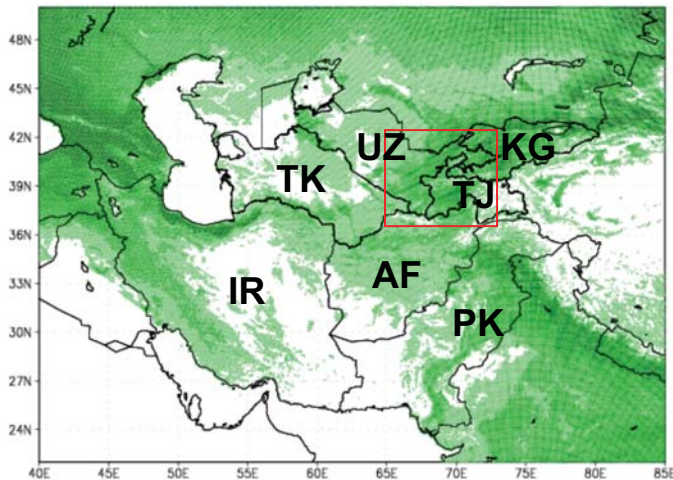 48N
45N
42N
39N
36N
33N
30N
27N
24N
UZ KG
TK TJ
IR AF
PK
40E 45E 50E 55E 60E 65E 70E 75E 80E 85E